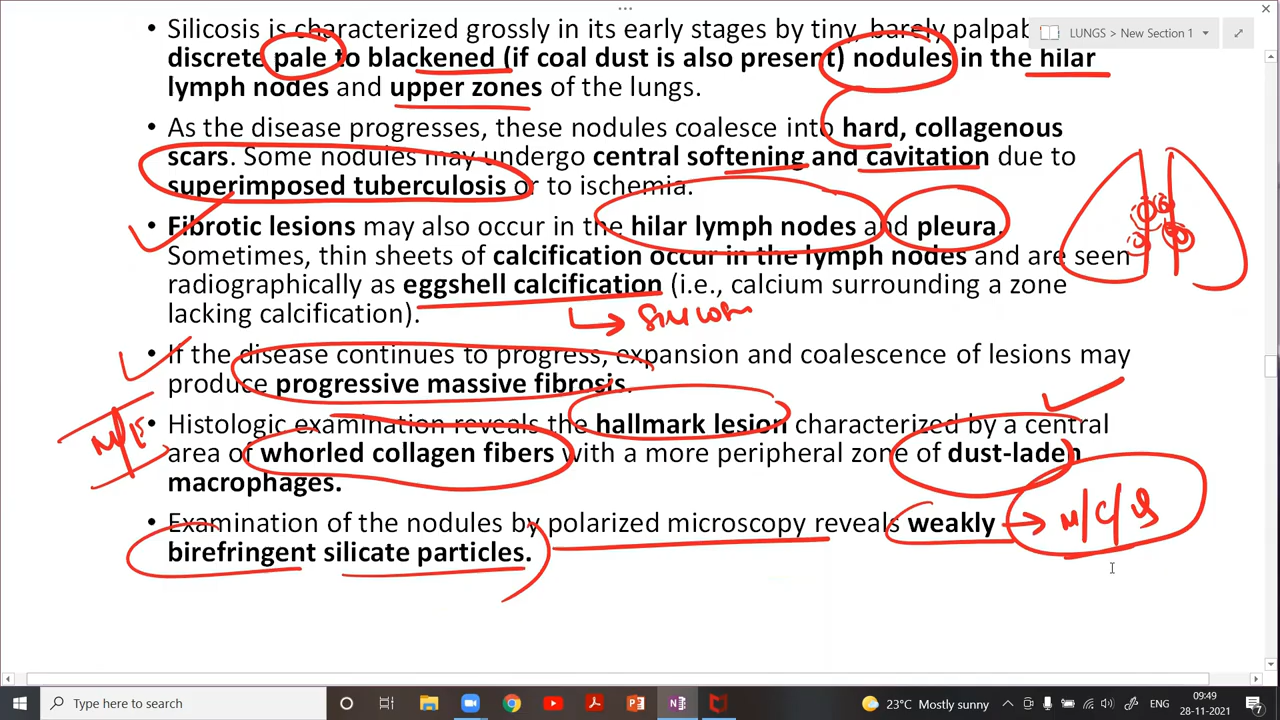 Silicosis is characterized grossly in its early stages by tiny, barely palpab
LUNGS > New Section 1
discrete pale to blackened (if coal dust is also present) nodules in the hilar
lymph nodes and upper zones of the lungs.
As the disease progresses, these nodules coalesce into hard, collagenous
scars. Some nodules may undergo central softening and cavitation due to
superimposed tuberculosis or to ischemia.
Fibrotic lesions may also occur in the hilar lymph nodes and pleura.
Sometimes, thin sheets of calcification occur in the lymph nodes and are seen
radiographically as eggshell calcification (i.e., calcium surrounding a zone
lacking calcification).
If the disease continues to progress, expansion and coalescence of lesions may
produce progressive massive fibrosis.
M/E
Histologic examination reveals the hallmark lesion characterized by a central
area of whorled collagen fibers with a more peripheral zone of dust-laden
macrophages.
Examination of the nodules by polarized microscopy reveals weakly
birefringent silicate particles.
Type here to search
23°C Mostly sunny
ENG
09:49
28-11-2021
7